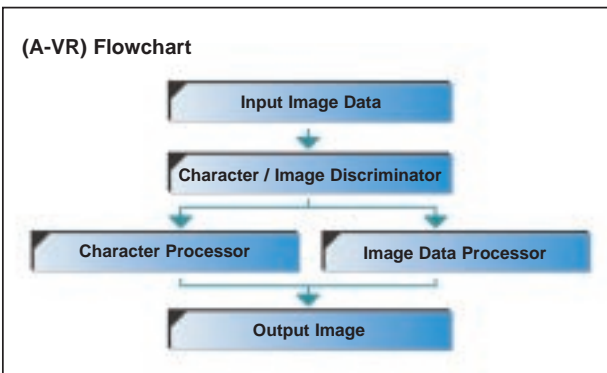 (A-VR) Flowchart
Input Image Data
Character / Image Discriminator
Character Processor
Image Data Processor
Output Image